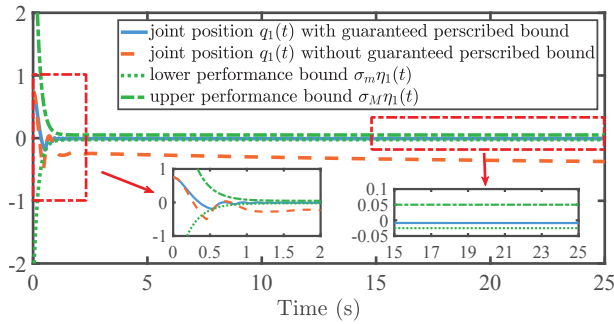 joint position q₁(t) with guaranteed perscribed bound
joint position q₁(t) without guaranteed perscribed bound
lower performance bound σₘη₁(t)
upper performance bound σ_Mη₁(t)
2
1
0
-1
-2
1
0
-1
0 0.5 1 1.5 2
0.1
0.05
0
-0.05
15 17 19 21 23 25
0 5 10 15 20 25
Time (s)